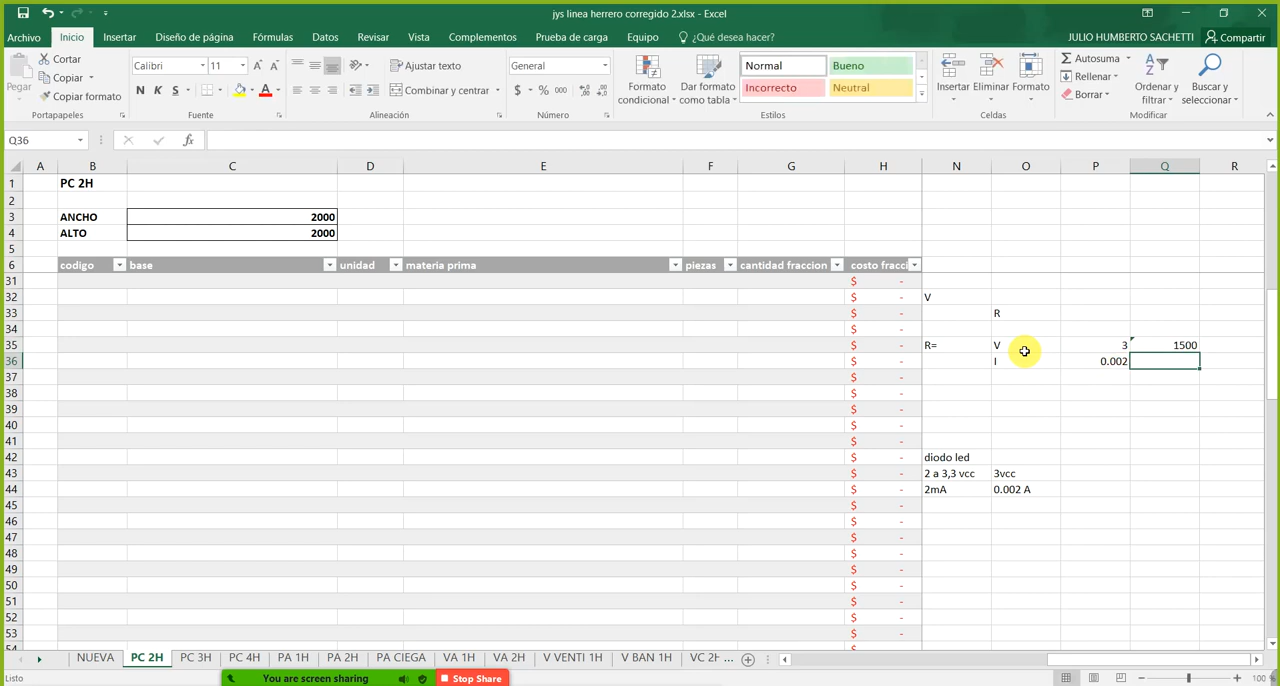 jys linea herrero corregido 2.xlsx - Excel
Archivo Inicio Insertar Diseño de página Fórmulas Datos Revisar Vista Complementos Prueba de carga Equipo ¿Qué desea hacer? JULIO HUMBERTO SACHETTI Compartir
Pegar Cortar Copiar Copiar formato
Portapapeles
Calibri 11
N K S
Fuente
Ajustar texto
Combinar y centrar
Alineación
General
$ % 000
Número
Formato condicional Dar formato como tabla
Normal Bueno
Incorrecto Neutral
Estilos
Insertar Eliminar Formato
Celdas
Autosuma
Rellenar
Borrar
Ordenar y filtrar Buscar y seleccionar
Modificar
Q36 fx
A B C D E F G H N O P Q R
1 PC 2H
2
3 ANCHO 2000
4 ALTO 2000
5
6 codigo base unidad materia prima piezas cantidad fraccion costo fracci
31 $ -
32 $ - V
33 $ - R
34 $ -
35 $ - R= V 3 1500
36 $ - I 0.002
37 $ -
38 $ -
39 $ -
40 $ -
41 $ -
42 $ - diodo led
43 $ - 2 a 3,3 vcc 3vcc
44 $ - 2mA 0.002 A
45 $ -
46 $ -
47 $ -
48 $ -
49 $ -
50 $ -
51 $ -
52 $ -
53 $ -
54
NUEVA PC 2H PC 3H PC 4H PA 1H PA 2H PA CIEGA VA 1H VA 2H V VENTI 1H V BAN 1H VC 2H ...
Listo You are screen sharing Stop Share 100